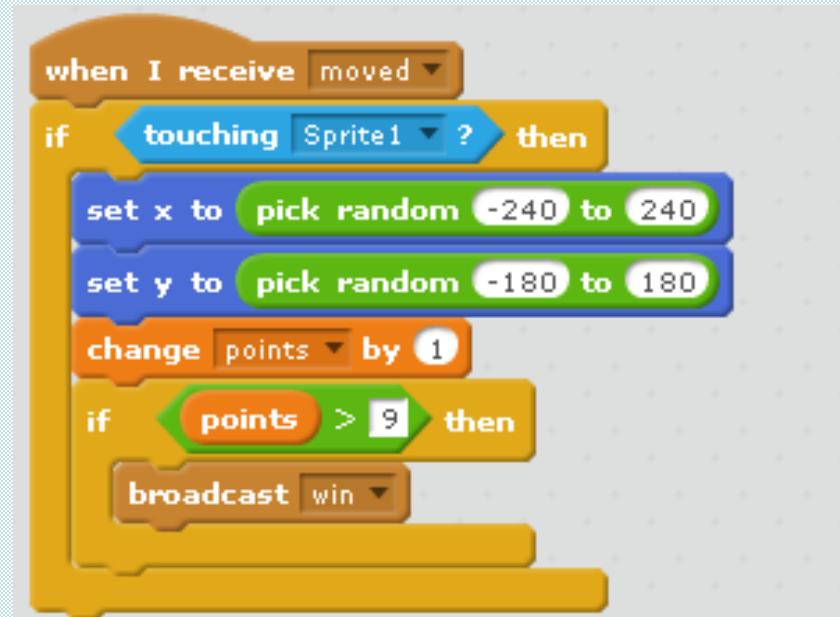 when I receive moved
if touching Sprite1 ? then
set x to pick random -240 to 240
set y to pick random -180 to 180
change points by 1
if points > 9 then
broadcast win